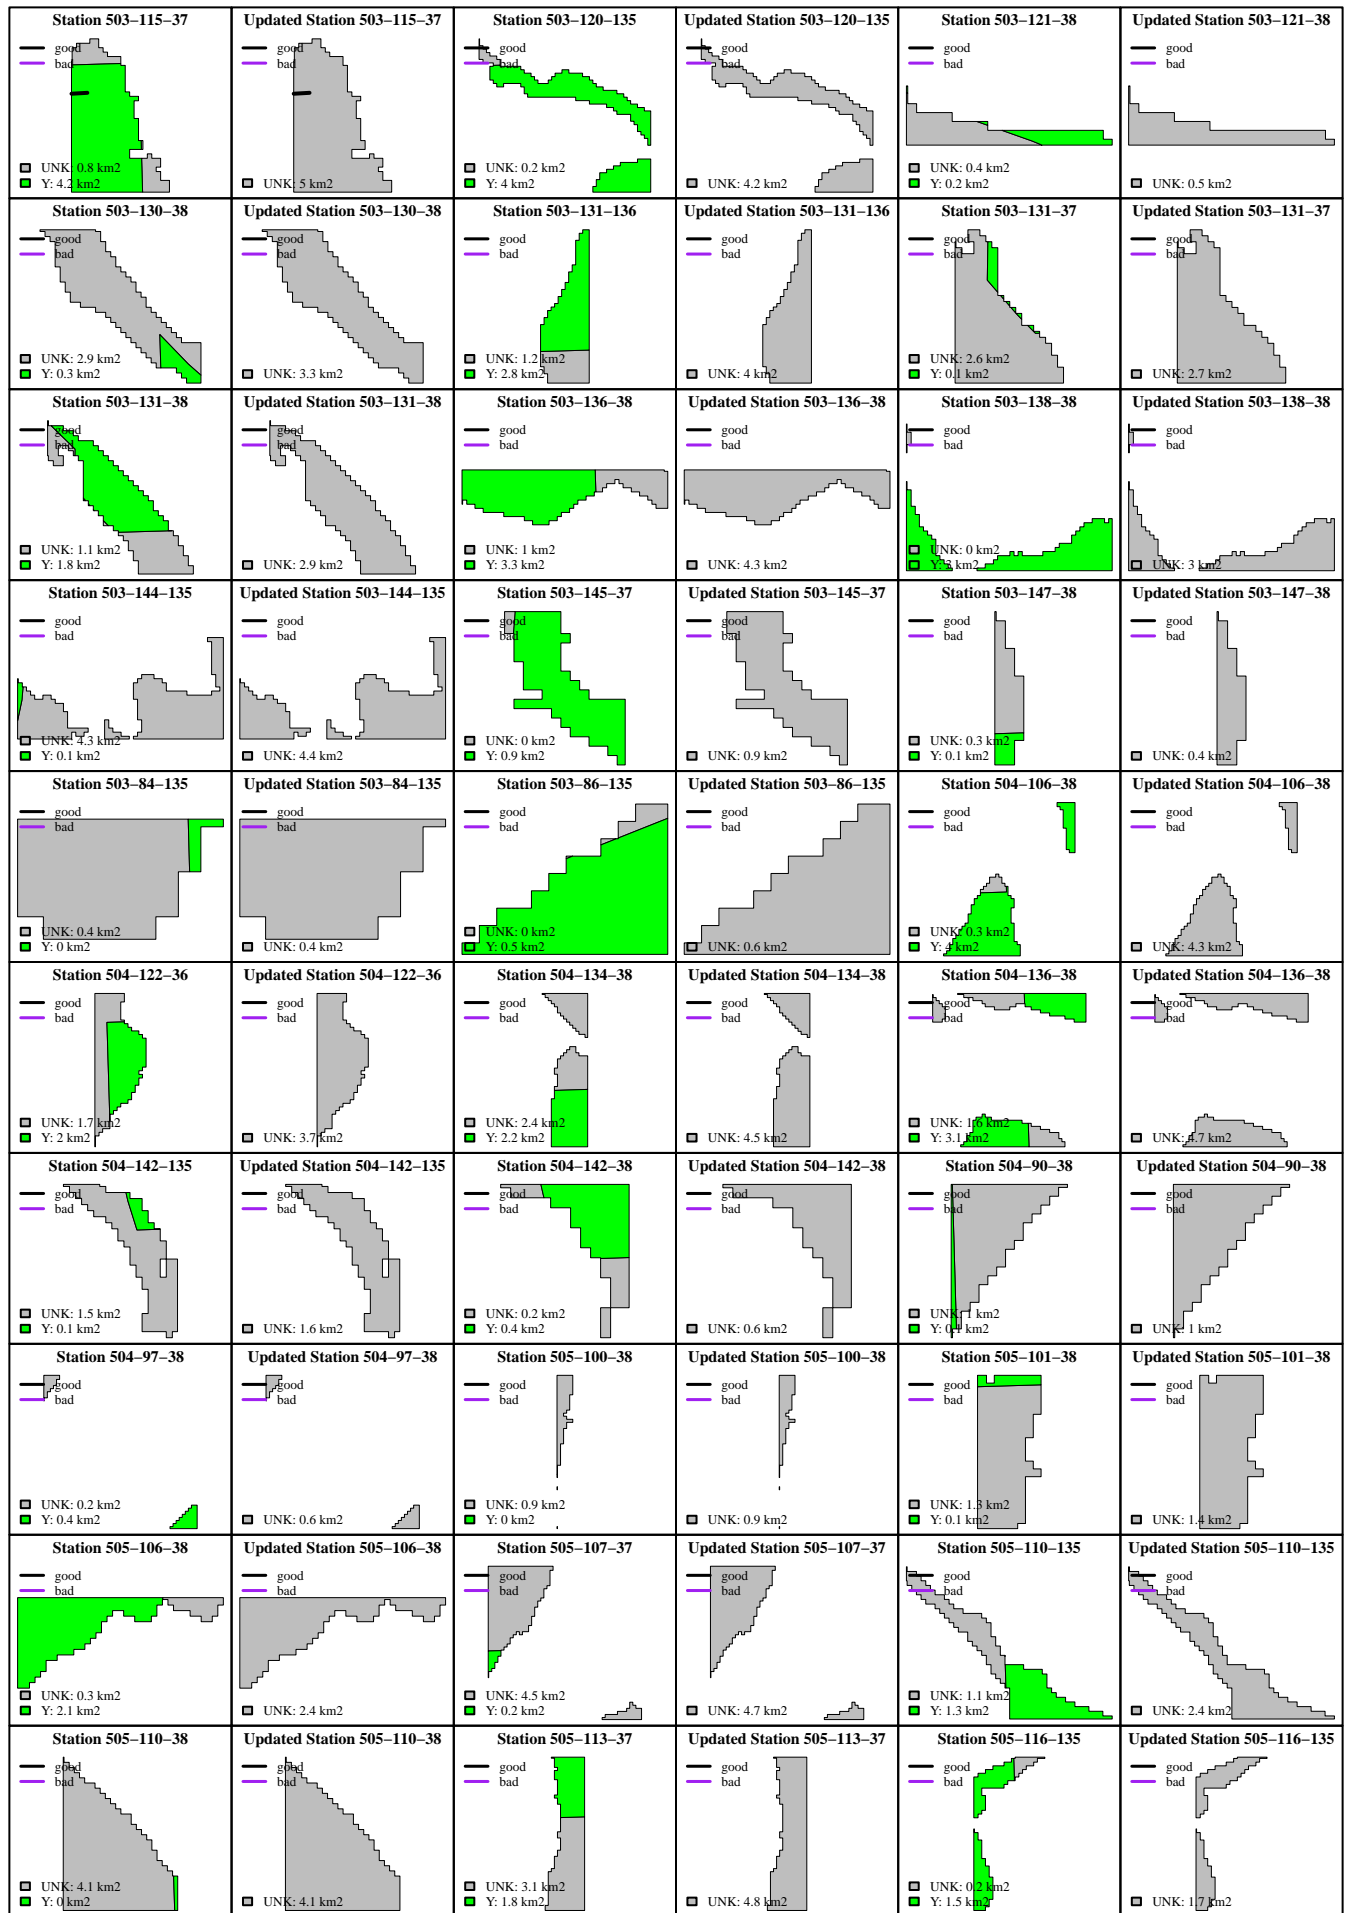 Station 503−115−37
good
bad
UNK: 0.8 km2
Y: 4.2 km2
Updated Station 503−115−37
good
bad
UNK: 5 km2
Station 503−120−135
good
bad
UNK: 0.2 km2
Y: 4 km2
Updated Station 503−120−135
good
bad
UNK: 4.2 km2
Station 503−121−38
good
bad
UNK: 0.4 km2
Y: 0.2 km2
Updated Station 503−121−38
good
bad
UNK: 0.5 km2
Station 503−130−38
good
bad
UNK: 2.9 km2
Y: 0.3 km2
Updated Station 503−130−38
good
bad
UNK: 3.3 km2
Station 503−131−136
good
bad
UNK: 1.2 km2
Y: 2.8 km2
Updated Station 503−131−136
good
bad
UNK: 4 km2
Station 503−131−37
good
bad
UNK: 2.6 km2
Y: 0.1 km2
Updated Station 503−131−37
good
bad
UNK: 2.7 km2
Station 503−131−38
good
bad
UNK: 1.1 km2
Y: 1.8 km2
Updated Station 503−131−38
good
bad
UNK: 2.9 km2
Station 503−136−38
good
bad
UNK: 1 km2
Y: 3.3 km2
Updated Station 503−136−38
good
bad
UNK: 4.3 km2
Station 503−138−38
good
bad
UNK: 0 km2
Y: 3 km2
Updated Station 503−138−38
good
bad
UNK: 3 km2
Station 503−144−135
good
bad
UNK: 4.3 km2
Y: 0.1 km2
Updated Station 503−144−135
good
bad
UNK: 4.4 km2
Station 503−145−37
good
bad
UNK: 0 km2
Y: 0.9 km2
Updated Station 503−145−37
good
bad
UNK: 0.9 km2
Station 503−147−38
good
bad
UNK: 0.3 km2
Y: 0.1 km2
Updated Station 503−147−38
good
bad
UNK: 0.4 km2
Station 503−84−135
good
bad
UNK: 0.4 km2
Y: 0 km2
Updated Station 503−84−135
good
bad
UNK: 0.4 km2
Station 503−86−135
good
bad
UNK: 0 km2
Y: 0.5 km2
Updated Station 503−86−135
good
bad
UNK: 0.6 km2
Station 504−106−38
good
bad
UNK: 0.3 km2
Y: 4 km2
Updated Station 504−106−38
good
bad
UNK: 4.3 km2
Station 504−122−36
good
bad
UNK: 1.7 km2
Y: 2 km2
Updated Station 504−122−36
good
bad
UNK: 3.7 km2
Station 504−134−38
good
bad
UNK: 2.4 km2
Y: 2.2 km2
Updated Station 504−134−38
good
bad
UNK: 4.5 km2
Station 504−136−38
good
bad
UNK: 1.6 km2
Y: 3.1 km2
Updated Station 504−136−38
good
bad
UNK: 4.7 km2
Station 504−142−135
good
bad
UNK: 1.5 km2
Y: 0.1 km2
Updated Station 504−142−135
good
bad
UNK: 1.6 km2
Station 504−142−38
good
bad
UNK: 0.2 km2
Y: 0.4 km2
Updated Station 504−142−38
good
bad
UNK: 0.6 km2
Station 504−90−38
good
bad
UNK: 1 km2
Y: 0.1 km2
Updated Station 504−90−38
good
bad
UNK: 1 km2
Station 504−97−38
good
bad
UNK: 0.2 km2
Y: 0.4 km2
Updated Station 504−97−38
good
bad
UNK: 0.6 km2
Station 505−100−38
good
bad
UNK: 0.9 km2
Y: 0 km2
Updated Station 505−100−38
good
bad
UNK: 0.9 km2
Station 505−101−38
good
bad
UNK: 1.3 km2
Y: 0.1 km2
Updated Station 505−101−38
good
bad
UNK: 1.4 km2
Station 505−106−38
good
bad
UNK: 0.3 km2
Y: 2.1 km2
Updated Station 505−106−38
good
bad
UNK: 2.4 km2
Station 505−107−37
good
bad
UNK: 4.5 km2
Y: 0.2 km2
Updated Station 505−107−37
good
bad
UNK: 4.7 km2
Station 505−110−135
good
bad
UNK: 1.1 km2
Y: 1.3 km2
Updated Station 505−110−135
good
bad
UNK: 2.4 km2
Station 505−110−38
good
bad
UNK: 4.1 km2
Y: 0 km2
Updated Station 505−110−38
good
bad
UNK: 4.1 km2
Station 505−113−37
good
bad
UNK: 3.1 km2
Y: 1.8 km2
Updated Station 505−113−37
good
bad
UNK: 4.8 km2
Station 505−116−135
good
bad
UNK: 0.2 km2
Y: 1.5 km2
Updated Station 505−116−135
good
bad
UNK: 1.7 km2